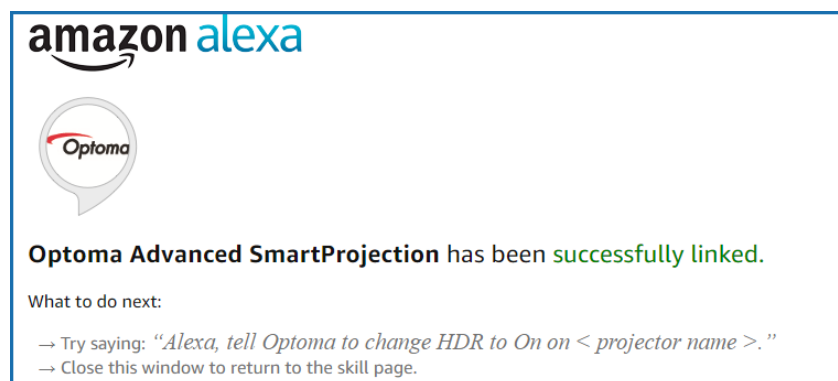 amazon alexa
Optoma
Optoma Advanced SmartProjection has been successfully linked.
What to do next:
→ Try saying: “Alexa, tell Optoma to change HDR to On on < projector name >.”
→ Close this window to return to the skill page.